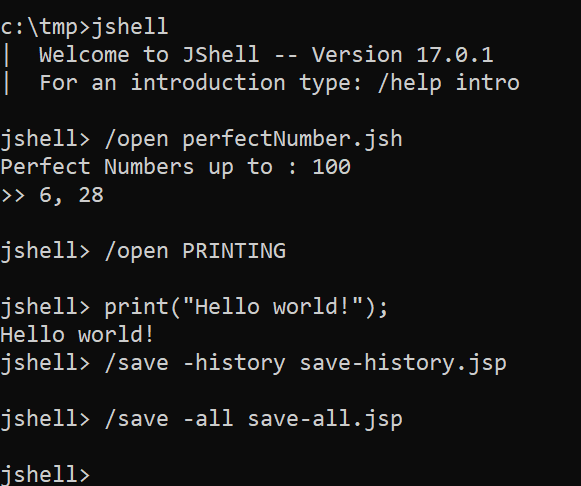 c:\tmp>jshell
|  Welcome to JShell -- Version 17.0.1
|  For an introduction type: /help intro
jshell> /open perfectNumber.jsh
Perfect Numbers up to : 100
>> 6, 28
jshell> /open PRINTING
jshell> print("Hello world!");
Hello world!
jshell> /save -history save-history.jsp
jshell> /save -all save-all.jsp
jshell>